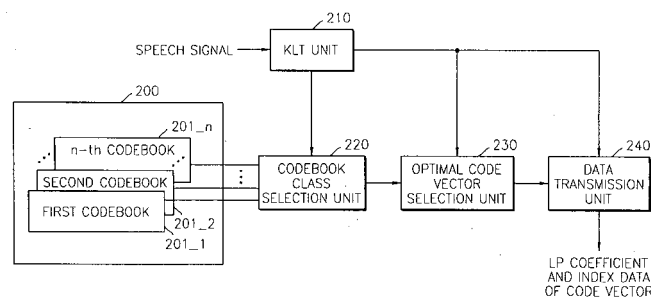 210
SPEECH SIGNAL
KLT UNIT
200
201_n
n-th CODEBOOK
SECOND CODEBOOK
FIRST CODEBOOK
201_2
201_1
220
CODEBOOK
CLASS
SELECTION UNIT
230
OPTIMAL CODE
VECTOR
SELECTION UNIT
240
DATA
TRANSMISSION
UNIT
LP COEFFICIENT
AND INDEX DATA
OF CODE VECTOR